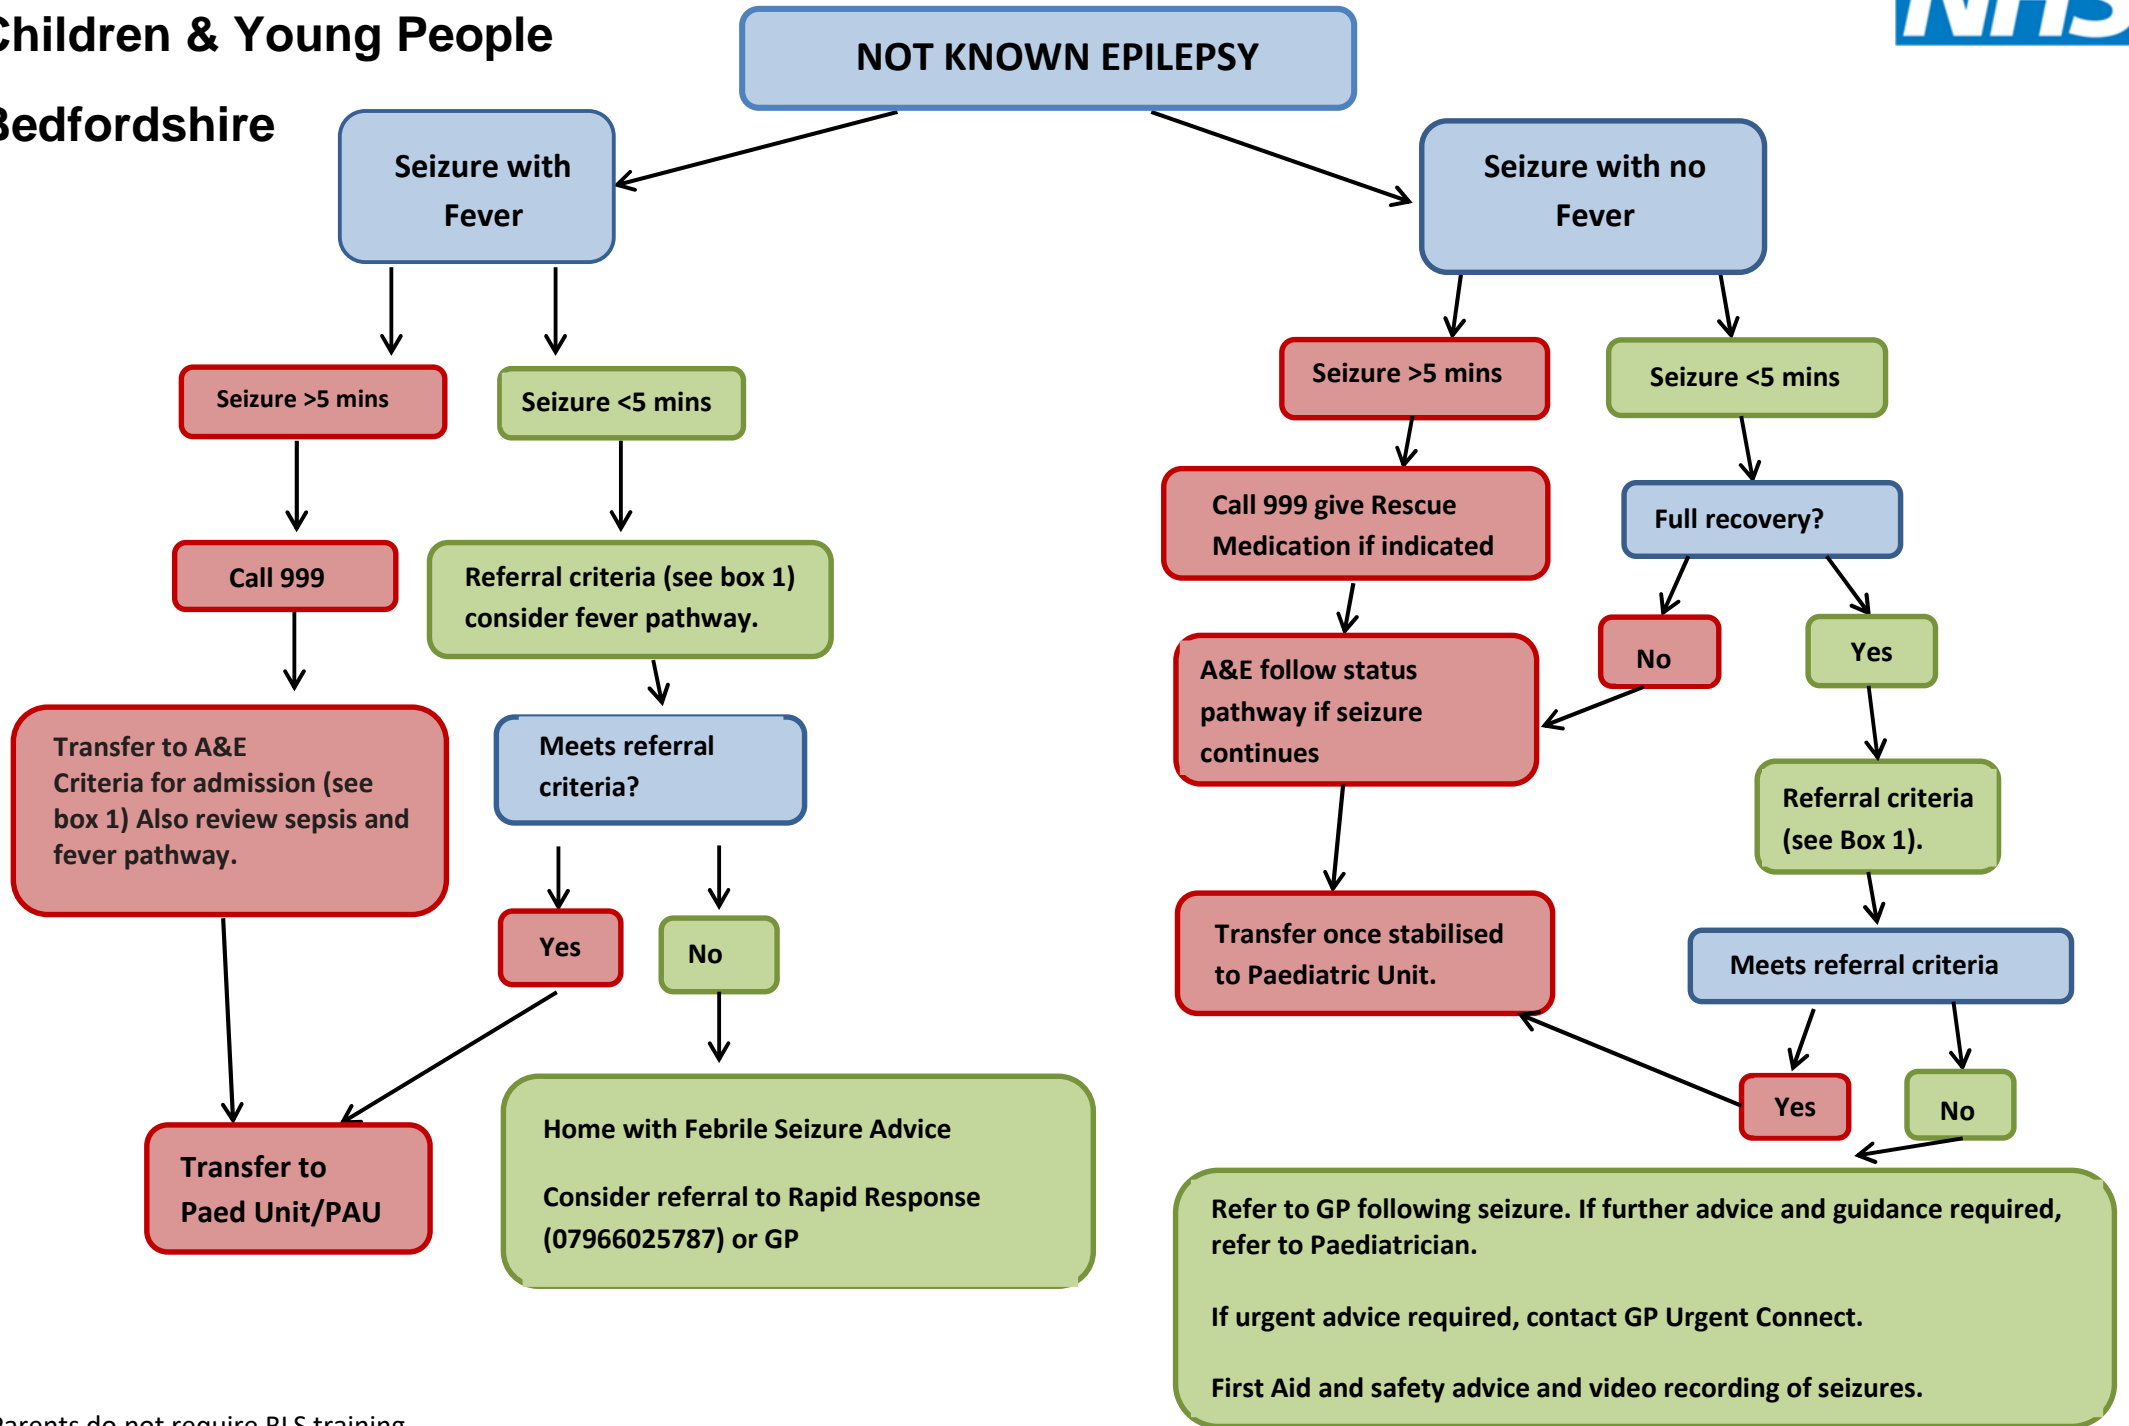 Children & Young People
Bedfordshire
NHS
NOT KNOWN EPILEPSY
Seizure with
Fever
Seizure with no
Fever
Seizure >5 mins
Seizure <5 mins
Seizure >5 mins
Seizure <5 mins
Call 999
Referral criteria (see box 1)
consider fever pathway.
Call 999 give Rescue
Medication if indicated
Full recovery?
No
Yes
Transfer to A&E
Criteria for admission (see
box 1) Also review sepsis and
fever pathway.
Meets referral
criteria?
A&E follow status
pathway if seizure
continues
Referral criteria
(see Box 1).
Yes
No
Transfer once stabilised
to Paediatric Unit.
Meets referral criteria
Yes
No
Transfer to
Paed Unit/PAU
Home with Febrile Seizure Advice
Consider referral to Rapid Response
(07966025787) or GP
Refer to GP following seizure. If further advice and guidance required,
refer to Paediatrician.
If urgent advice required, contact GP Urgent Connect.
First Aid and safety advice and video recording of seizures.
Parents do not require BLS training